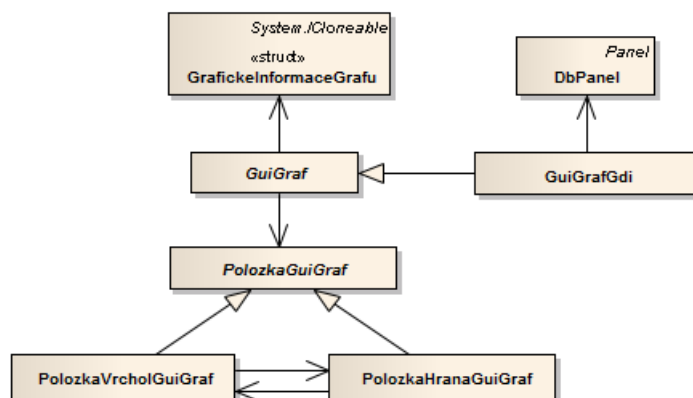 System.ICloneable
«struct»
GrafickeInformaceGrafu
Panel
DbPanel
GuiGraf
GuiGrafGdi
PolozkaGuiGraf
PolozkaVrcholGuiGraf
PolozkaHranaGuiGraf